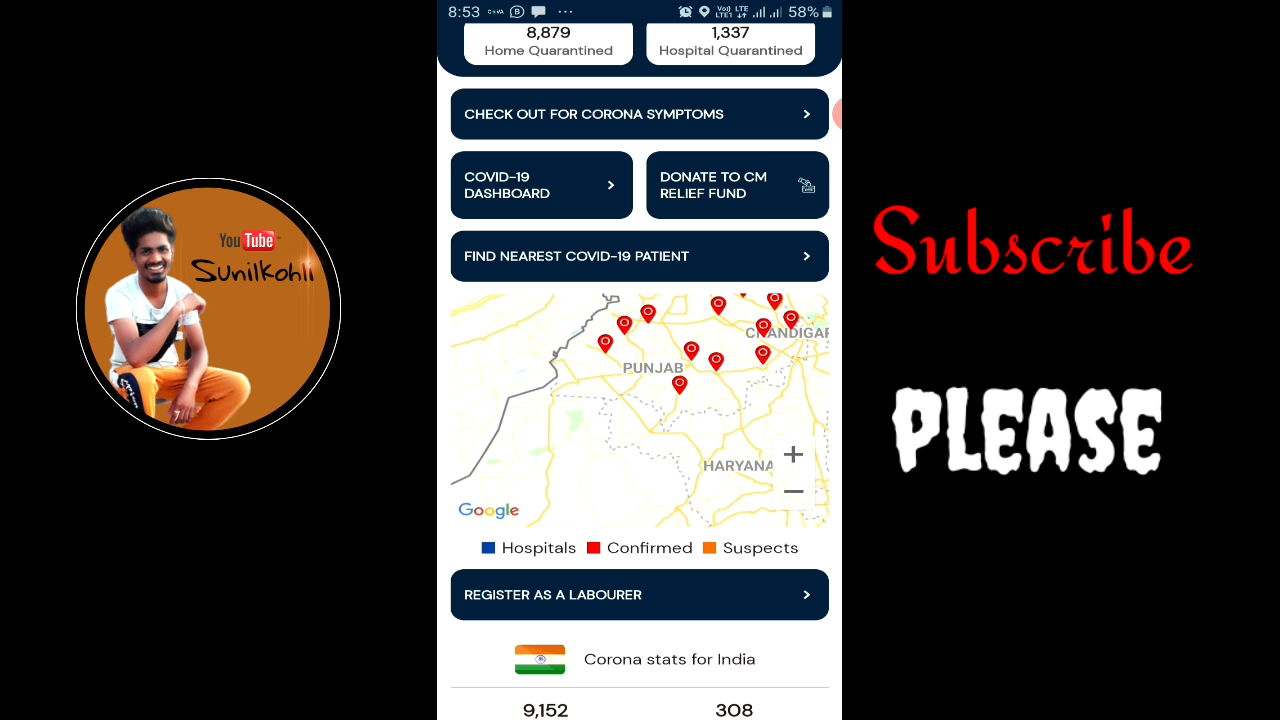 YouTube
Sunilkohli
8:53
58%
8,879
Home Quarantined
1,337
Hospital Quarantined
CHECK OUT FOR CORONA SYMPTOMS
COVID-19
DASHBOARD
DONATE TO CM
RELIEF FUND
FIND NEAREST COVID-19 PATIENT
CHANDIGAR
PUNJAB
HARYANA
Google
Hospitals Confirmed Suspects
REGISTER AS A LABOURER
Corona stats for India
9,152 308
Subscribe
PLEASE